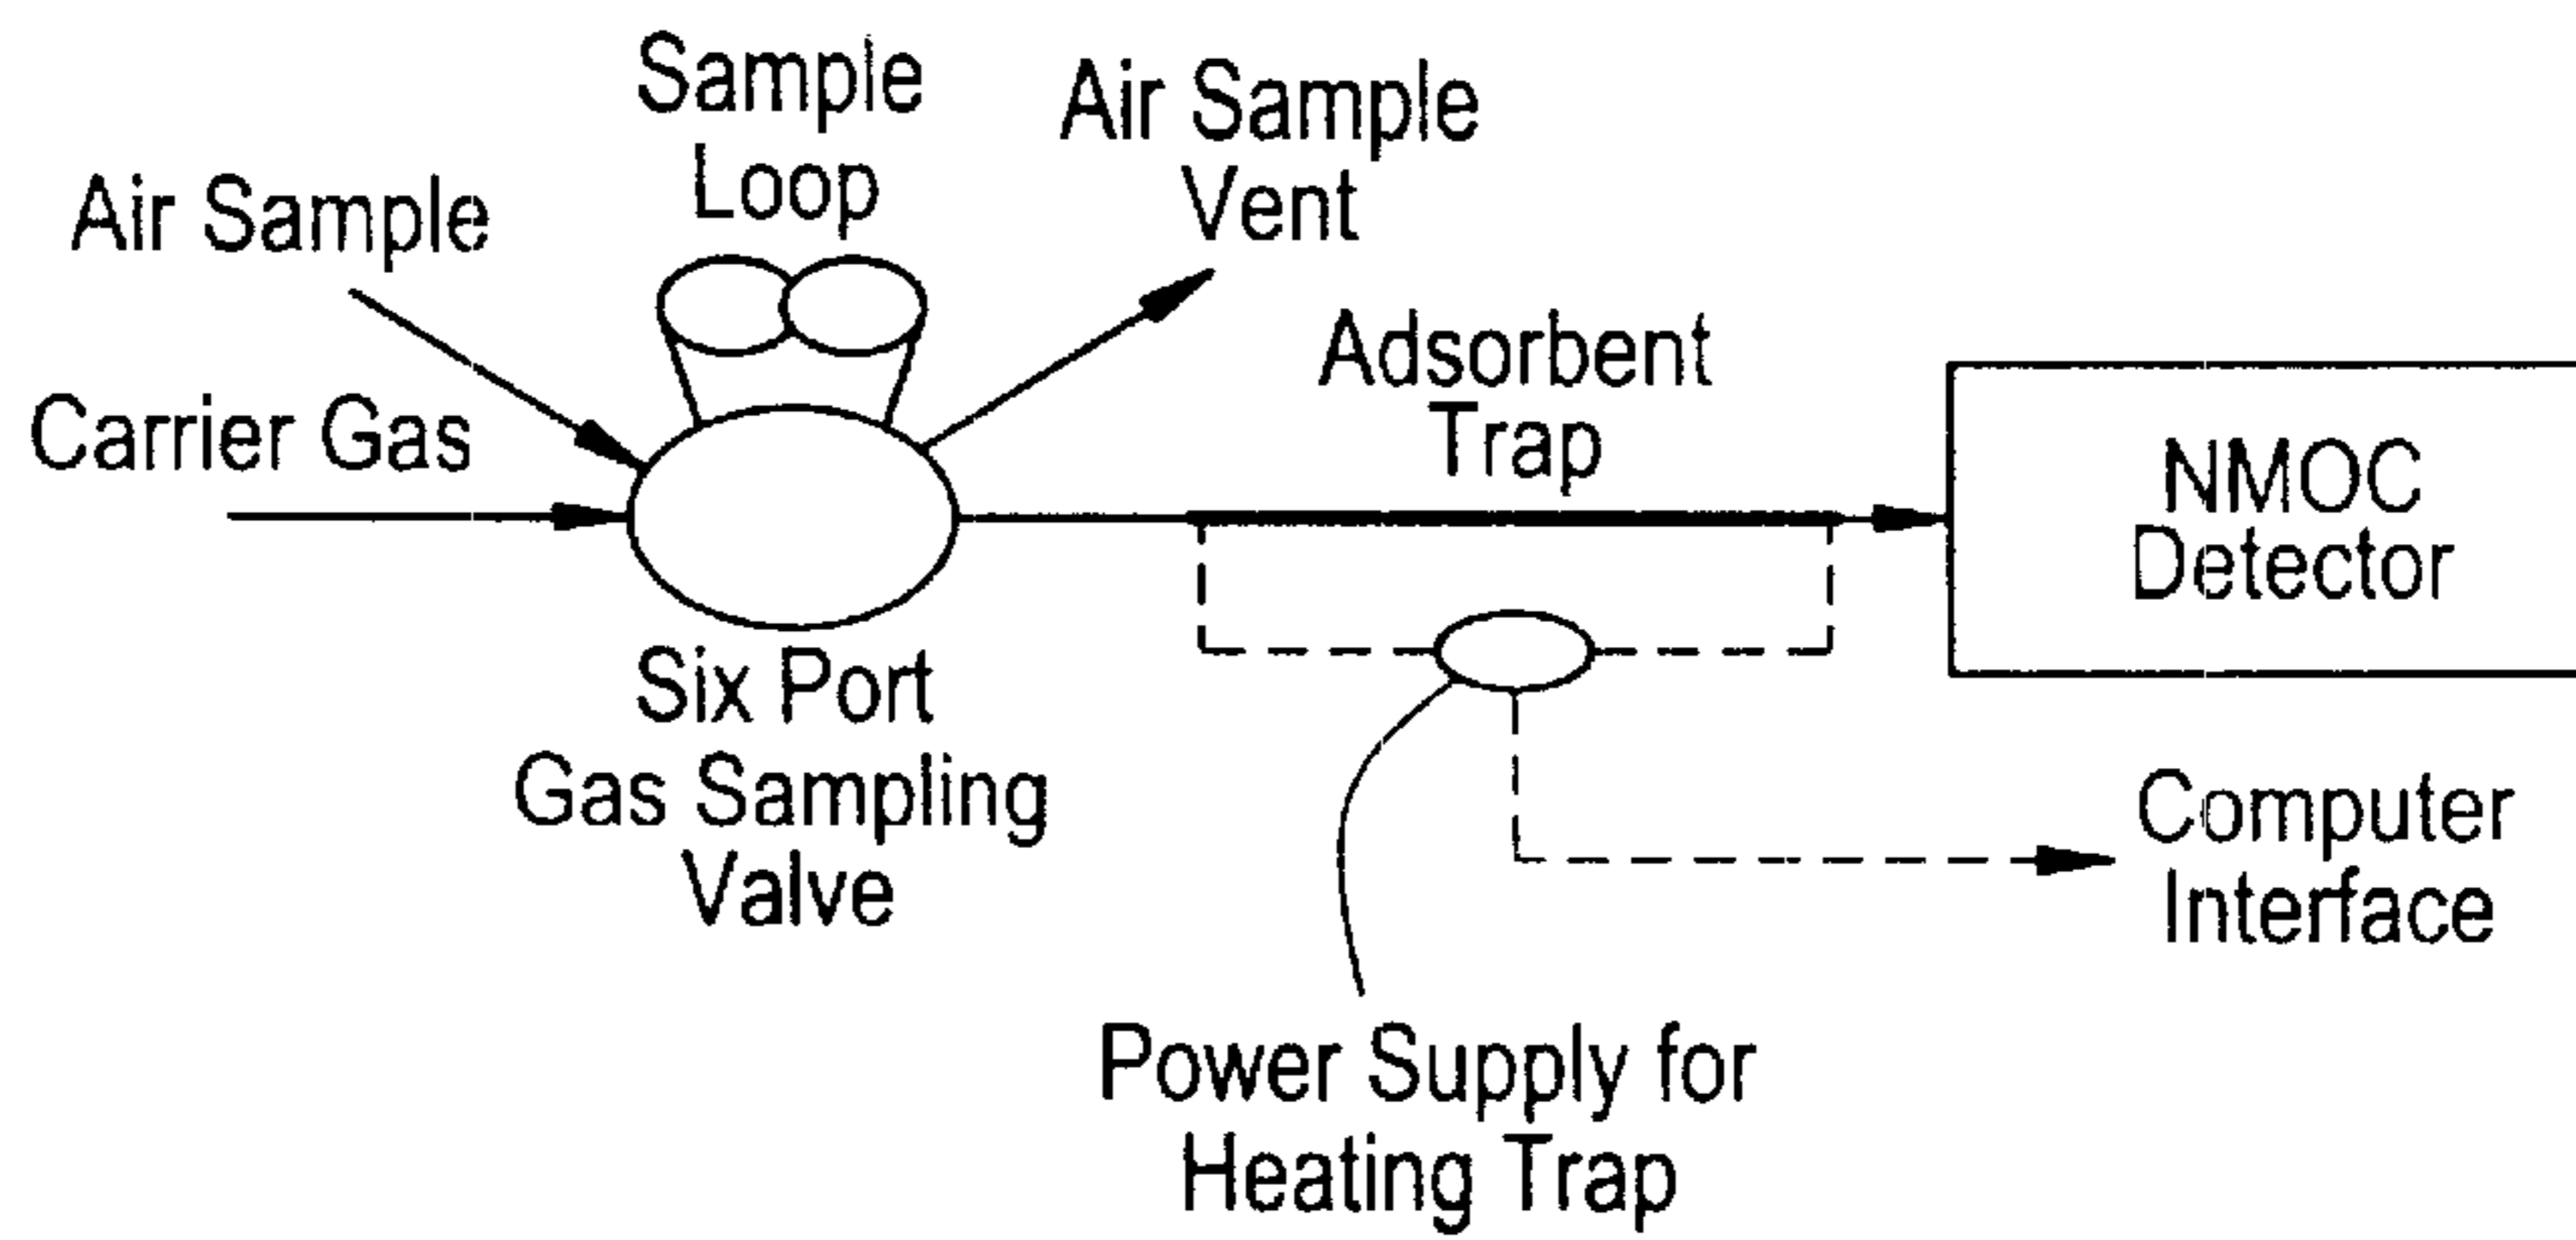 Sample
Loop
Air Sample
Vent
Air Sample
Carrier Gas
Adsorbent
Trap
NMOC
Detector
Six Port
Gas Sampling
Valve
Computer
Interface
Power Supply for
Heating Trap